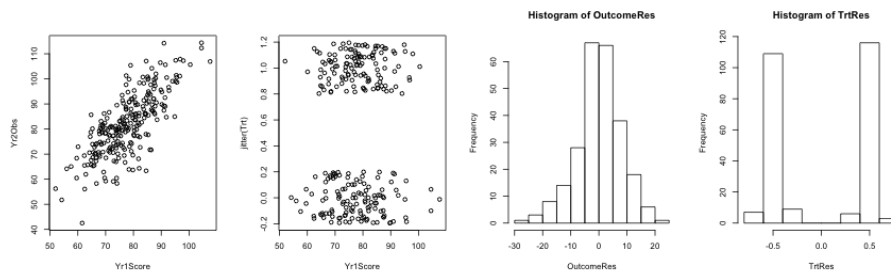 Histogram of OutcomeRes
Histogram of TrtRes
Yr2Obs
40 50 60 70 80 90 100 110
50 60 70 80 90 100
Yr1Score
jitter(Trt)
-0.2 0.0 0.2 0.4 0.6 0.8 1.0 1.2
50 60 70 80 90 100
Yr1Score
Frequency
0 10 20 30 40 50 60
-30 -20 -10 0 10 20
OutcomeRes
Frequency
0 20 40 60 80 100 120
-0.5 0.0 0.5
TrtRes